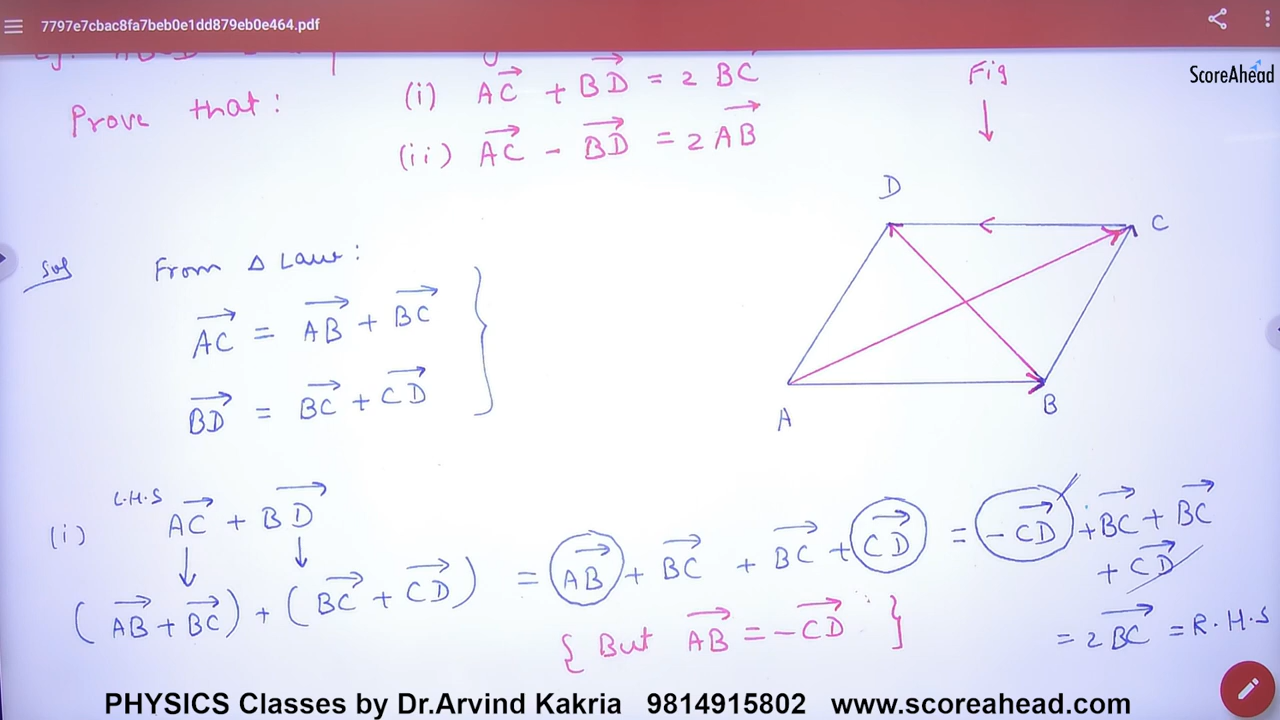 7797e7cbac8fa7beb0e1dd879eb0e464.pdf
ScoreAhead
Prove that: (i) AC→ + BD→ = 2 BC
(ii) AC→ - BD→ = 2 AB→
Fig
↓
D
C
A
B
Sol From Δ Law:
AC→ = AB→ + BC→
BD→ = BC→ + CD→ }
L.H.S
(i) AC→ + BD→
↓ ↓
(AB→ + BC→) + (BC→ + CD→) = AB→ + BC→ + BC→ + CD→ = -CD→ + BC→ + BC→
+ CD→
{ But AB→ = -CD→ }
= 2 BC→ = R.H.S
PHYSICS Classes by Dr.Arvind Kakria 9814915802 www.scoreahead.com